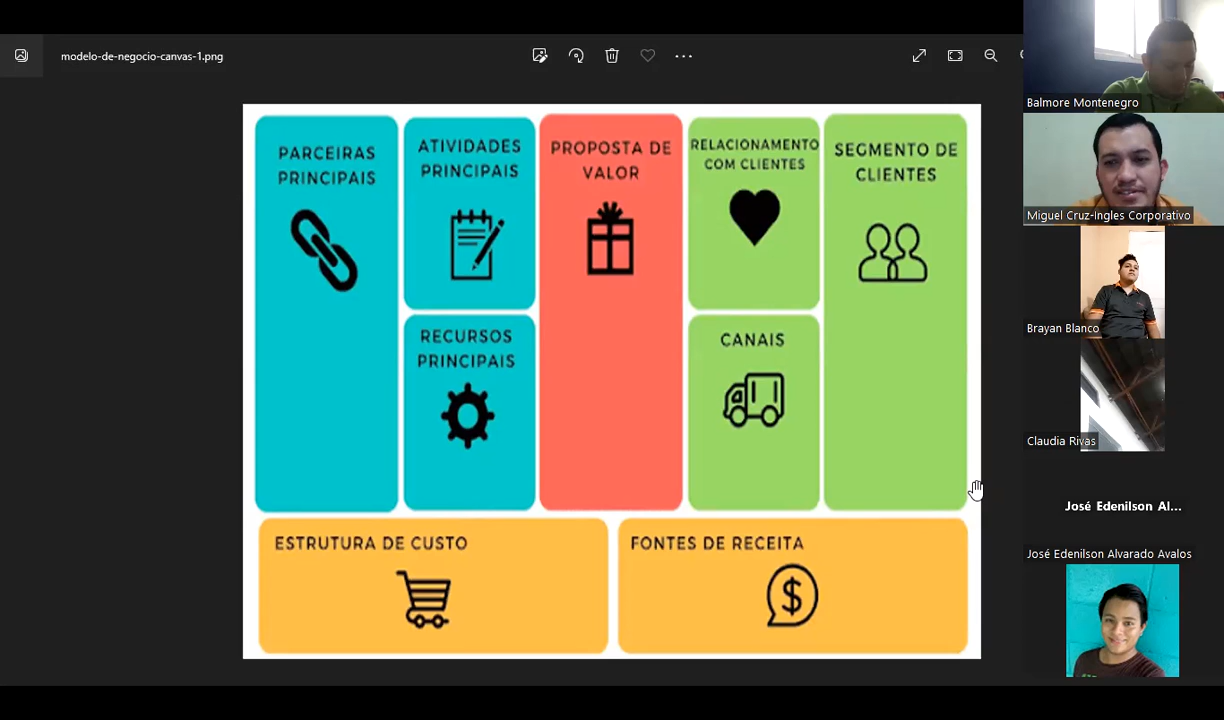 modelo-de-negocio-canvas-1.png
PARCEIRAS
PRINCIPAIS
ATIVIDADES
PRINCIPAIS
RECURSOS
PRINCIPAIS
PROPOSTA DE
VALOR
RELACIONAMENTO
COM CLIENTES
CANAIS
SEGMENTO DE
CLIENTES
ESTRUTURA DE CUSTO
FONTES DE RECEITA
$
Balmore Montenegro
Miguel Cruz-Ingles Corporativo
Brayan Blanco
Claudia Rivas
José Edenilson Al...
José Edenilson Alvarado Avalos